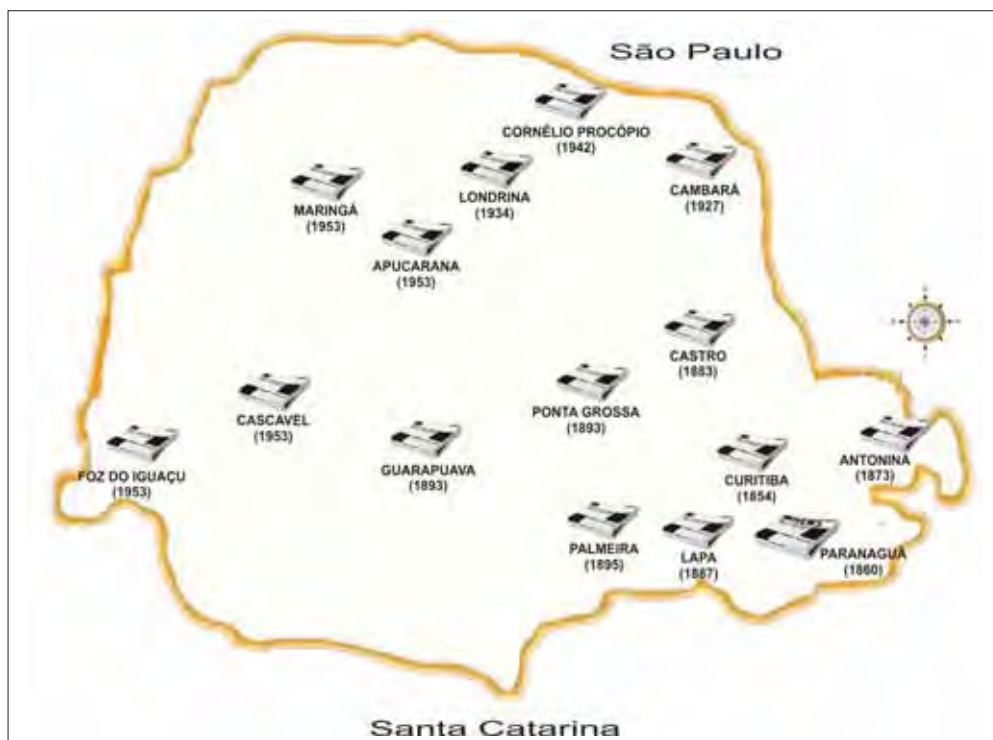 São Paulo
CORNÉLIO PROCÓPIO
(1942)
CAMBARÁ
(1927)
LONDRINA
(1934)
MARINGÁ
(1953)
APUCARANA
(1953)
CASTRO
(1883)
PONTA GROSSA
(1893)
CASCAVEL
(1953)
GUARAPUAVA
(1893)
FOZ DO IGUAÇU
(1953)
ANTONINA
(1873)
CURITIBA
(1854)
PALMEIRA
(1895)
LAPA
(1887)
PARANAGUÁ
(1860)
Santa Catarina